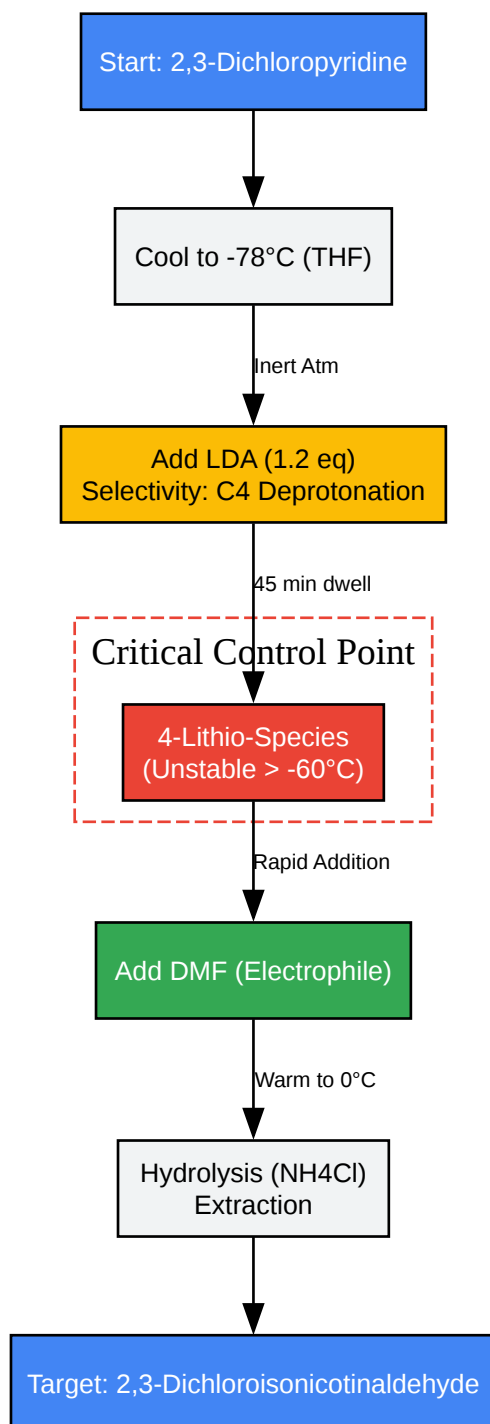 Start: 2,3-Dichloropyridine
Cool to -78°C (THF)
Inert Atm
Add LDA (1.2 eq)
Selectivity: C4 Deprotonation
45 min dwell
Critical Control Point
4-Lithio-Species
(Unstable > -60°C)
Rapid Addition
Add DMF (Electrophile)
Warm to 0°C
Hydrolysis (NH4Cl)
Extraction
Target: 2,3-Dichloroisonicotinaldehyde